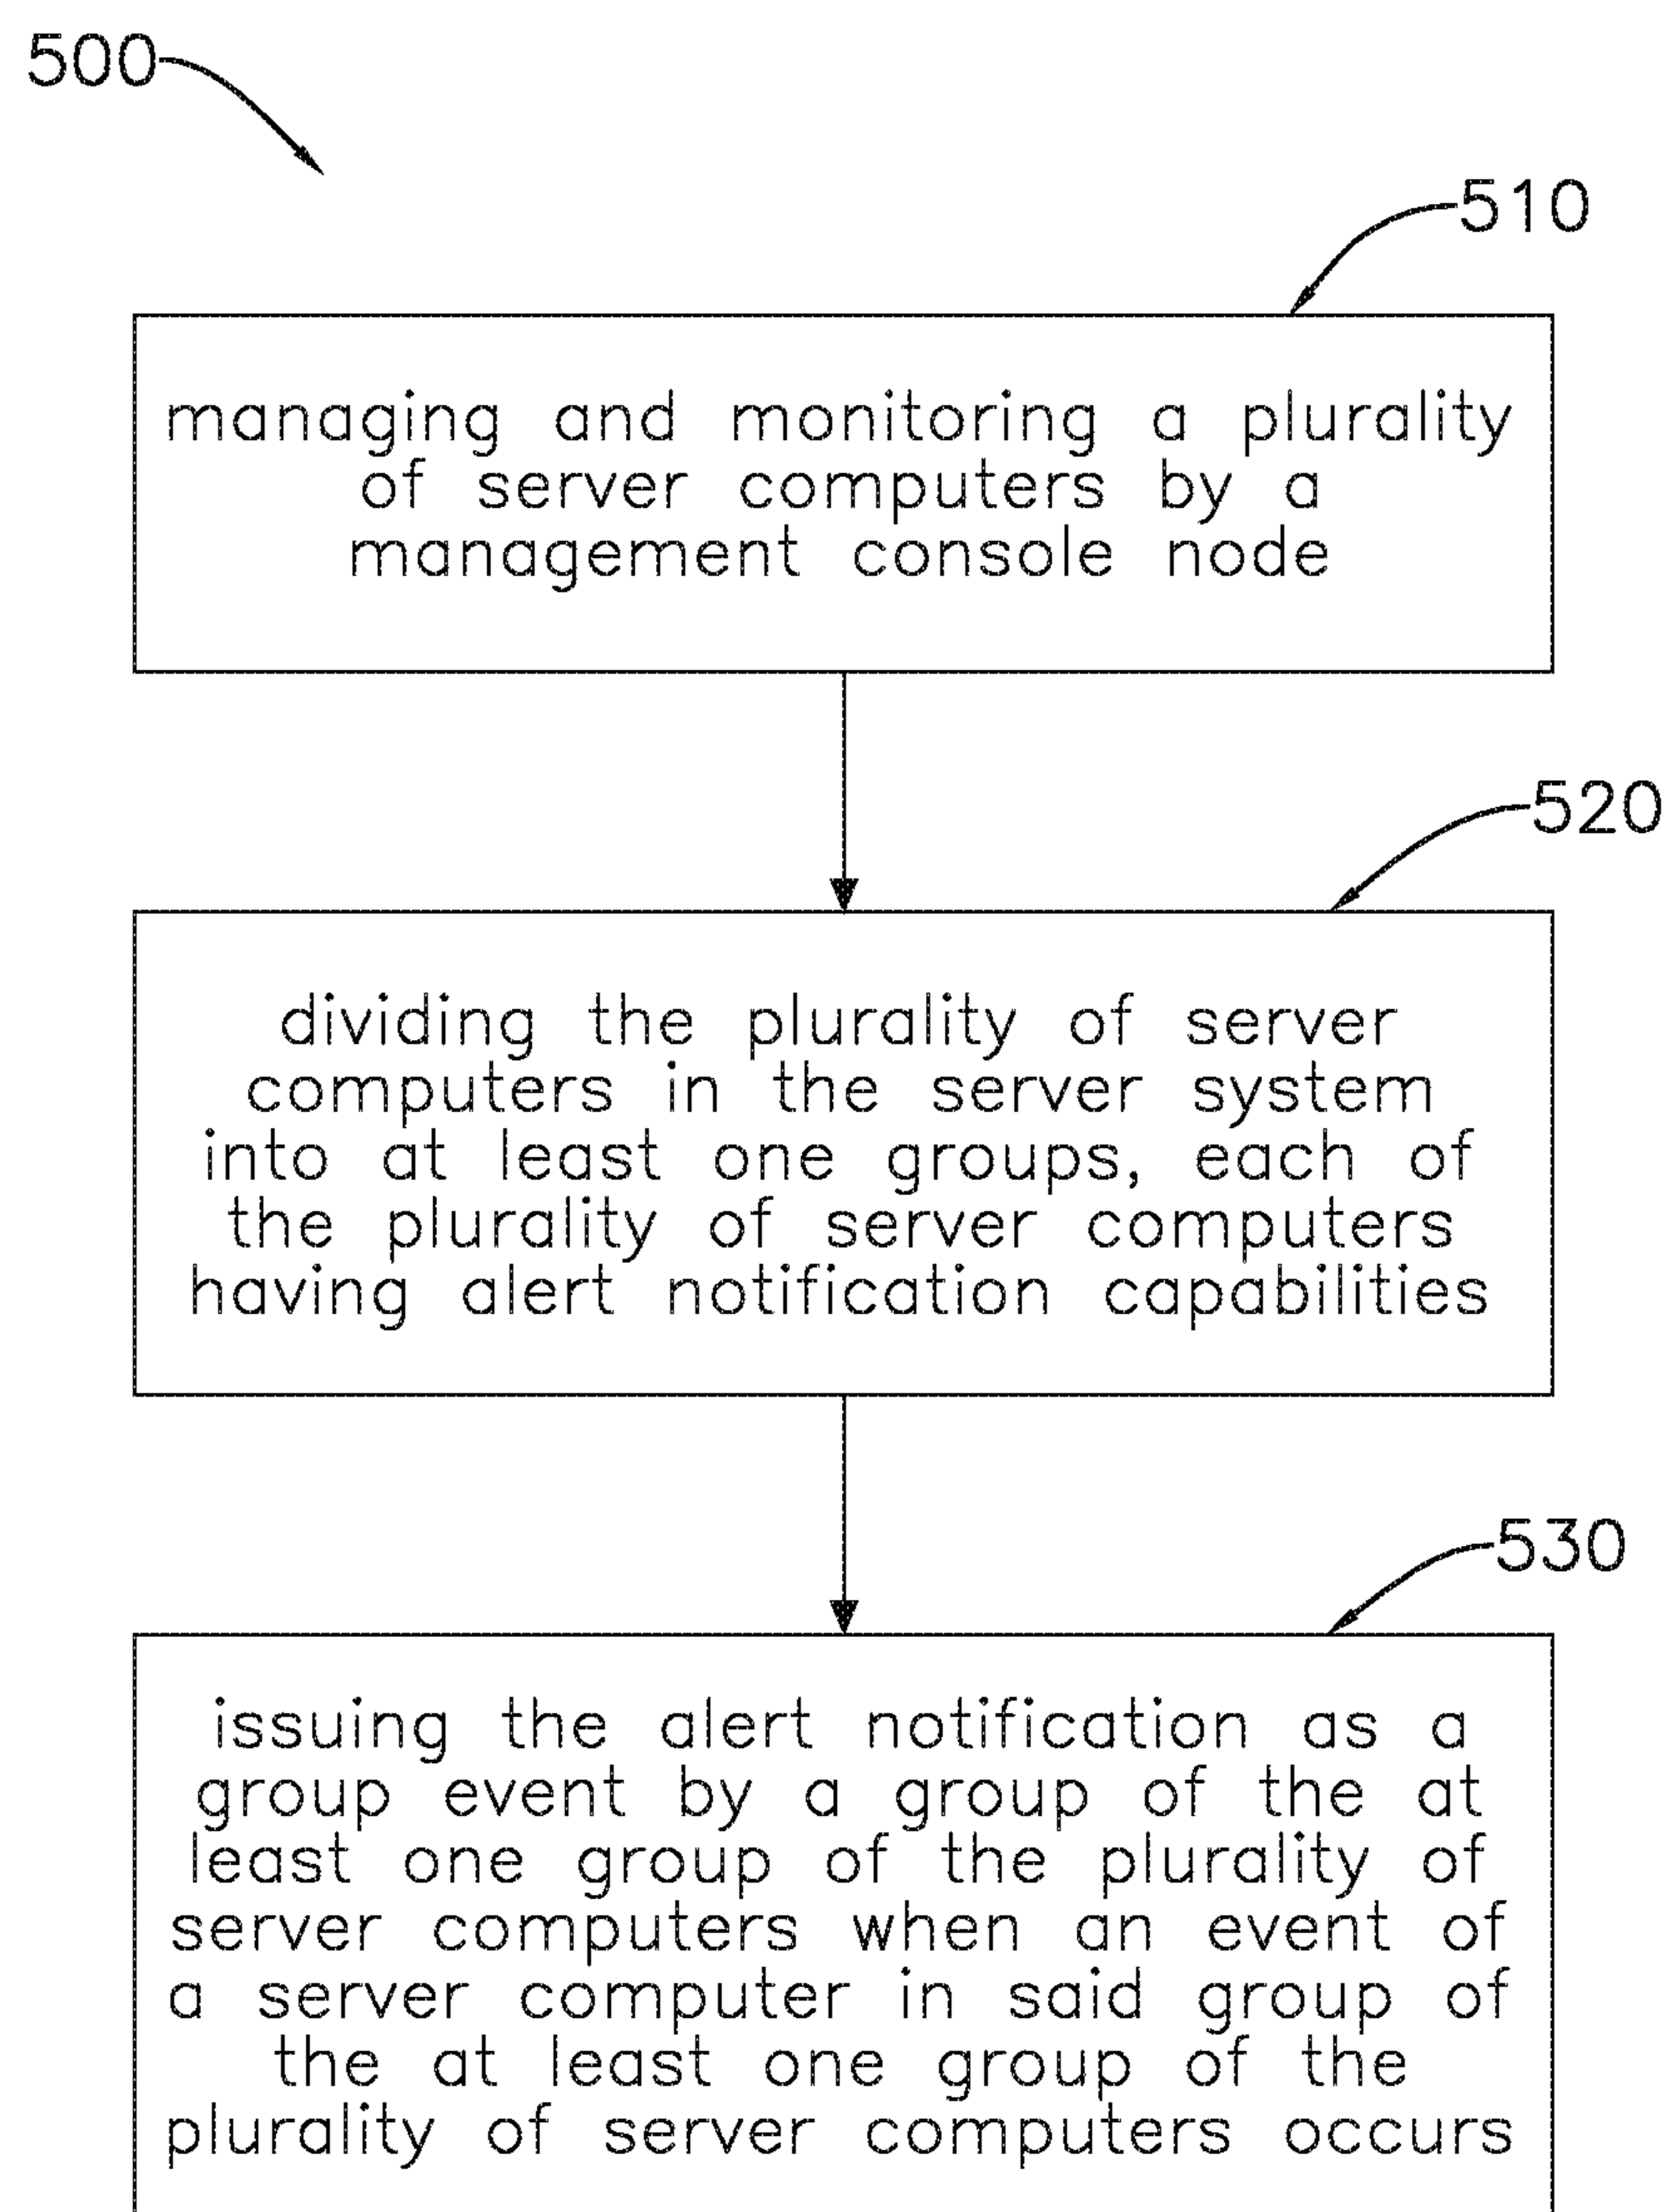 500
510
managing and monitoring a plurality
of server computers by a
management console node
520
dividing the plurality of server
computers in the server system
into at least one groups, each of
the plurality of server computers
having alert notification capabilities
530
issuing the alert notification as a
group event by a group of the at
least one group of the plurality of
server computers when an event of
a server computer in said group of
the at least one group of the
plurality of server computers occurs